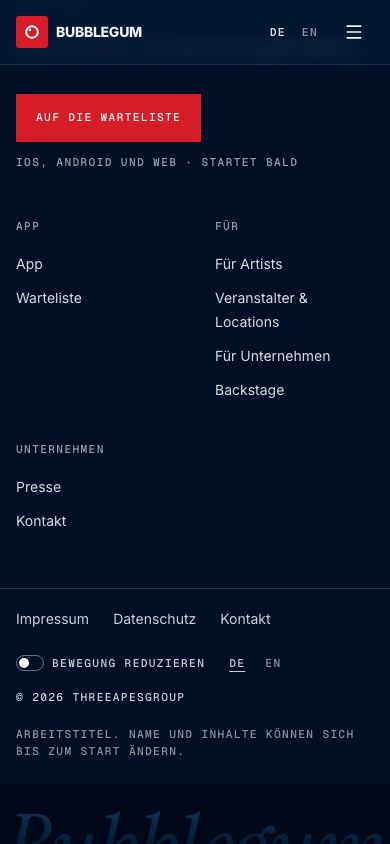 BUBBLEGUM
DE EN
AUF DIE WARTELISTE
IOS, ANDROID UND WEB · STARTET BALD
APP
App
Warteliste
FÜR
Für Artists
Veranstalter &
Locations
Für Unternehmen
Backstage
UNTERNEHMEN
Presse
Kontakt
Impressum Datenschutz Kontakt
BEWEGUNG REDUZIEREN DE EN
© 2026 THREEAPESGROUP
ARBEITSTITEL. NAME UND INHALTE KÖNNEN SICH
BIS ZUM START ÄNDERN.
Bubblegum